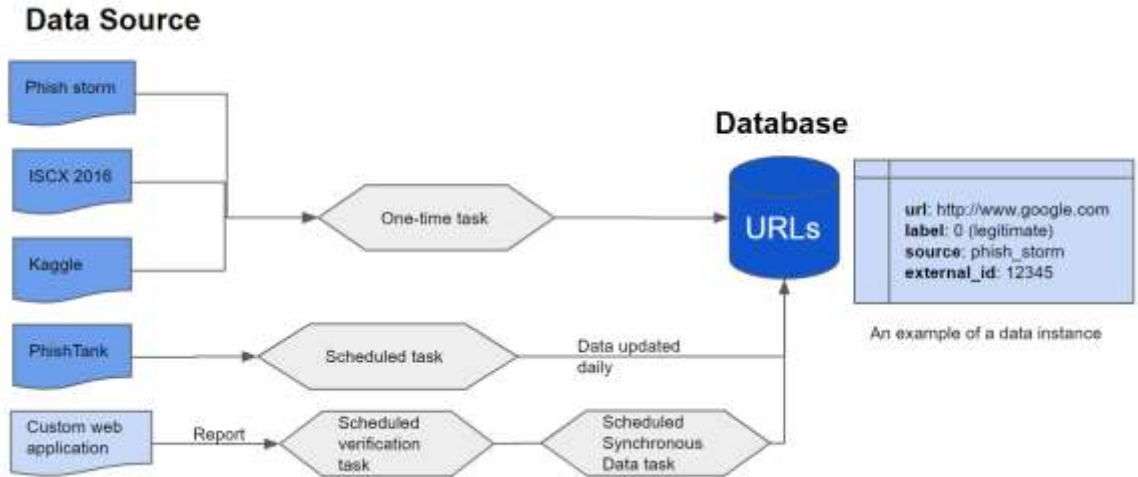 Data Source
Phish storm
ISCX 2016
Kaggle
One-time task
Database
URLs
url: http://www.google.com
label: 0 (legitimate)
source: phish_storm
external_id: 12345
An example of a data instance
PhishTank
Scheduled task
Data updated
daily
Custom web
application
Report
Scheduled
verification
task
Scheduled
Synchronous
Data task